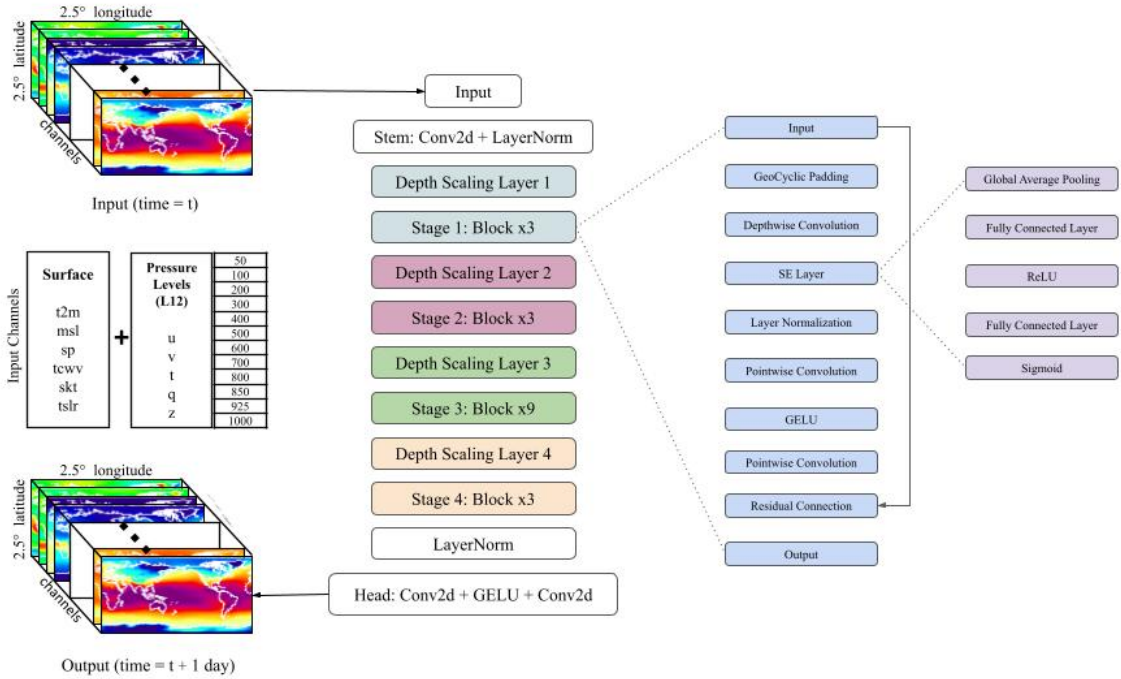 2.5° longitude
2.5° latitude
channels
Input (time = t)
Input Channels
Surface
t2m
msl
sp
tcwv
skt
tslr
+
Pressure
Levels
(L12)
u
v
t
q
z
50
100
200
300
400
500
600
700
800
850
925
1000
2.5° longitude
2.5° latitude
channels
Output (time = t + 1 day)
Input
Stem: Conv2d + LayerNorm
Depth Scaling Layer 1
Stage 1: Block x3
Depth Scaling Layer 2
Stage 2: Block x3
Depth Scaling Layer 3
Stage 3: Block x9
Depth Scaling Layer 4
Stage 4: Block x3
LayerNorm
Head: Conv2d + GELU + Conv2d
Input
GeoCyclic Padding
Depthwise Convolution
SE Layer
Layer Normalization
Pointwise Convolution
GELU
Pointwise Convolution
Residual Connection
Output
Global Average Pooling
Fully Connected Layer
ReLU
Fully Connected Layer
Sigmoid